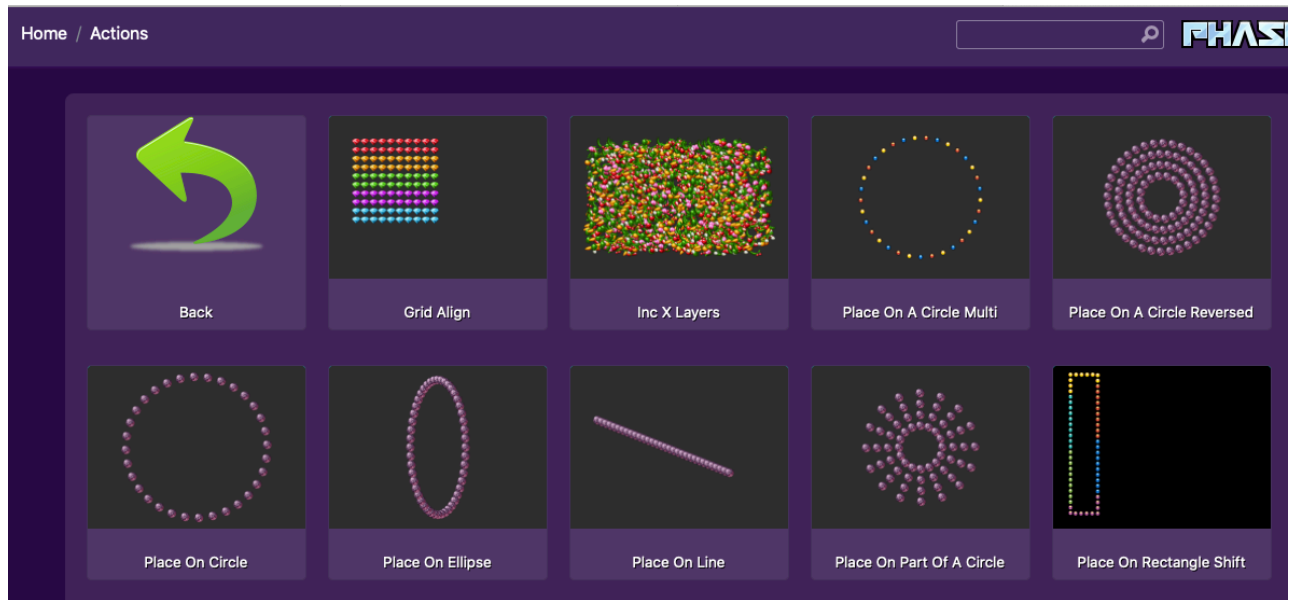 Home / Actions
PHAS
Back
Grid Align
Inc X Layers
Place On A Circle Multi
Place On A Circle Reversed
Place On Circle
Place On Ellipse
Place On Line
Place On Part Of A Circle
Place On Rectangle Shift